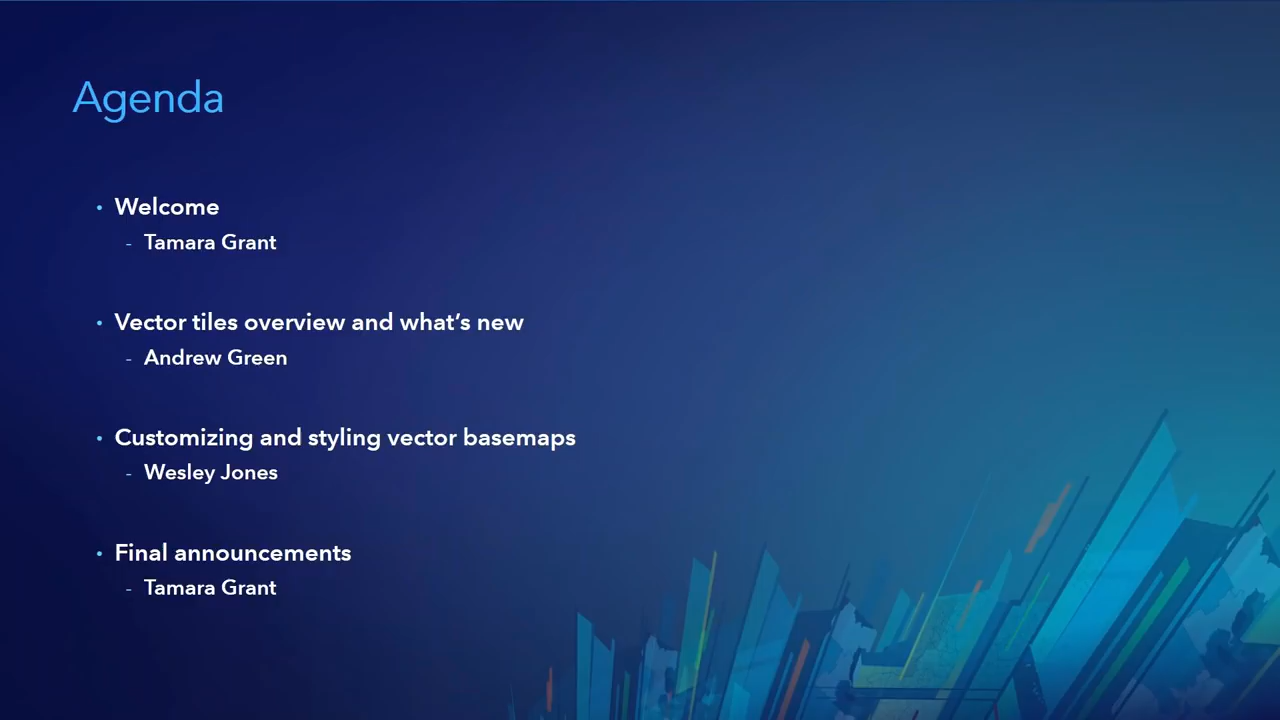 Agenda
• Welcome
- Tamara Grant
• Vector tiles overview and what’s new
- Andrew Green
• Customizing and styling vector basemaps
- Wesley Jones
• Final announcements
- Tamara Grant